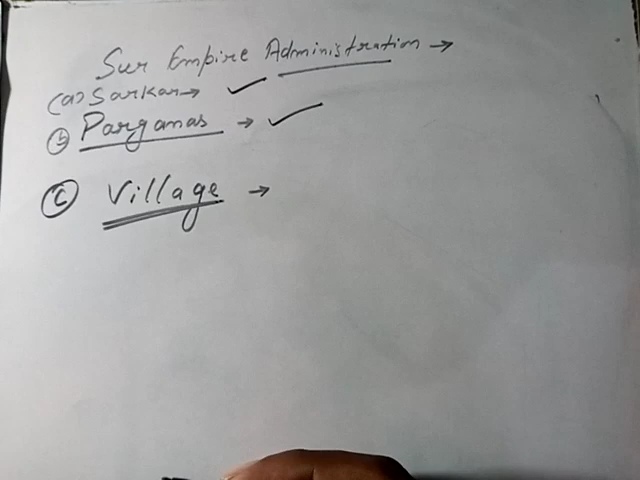 Sur Empire Administration →
(a) Sarkar → ✓
(b) Parganas → ✓
(c) Village →